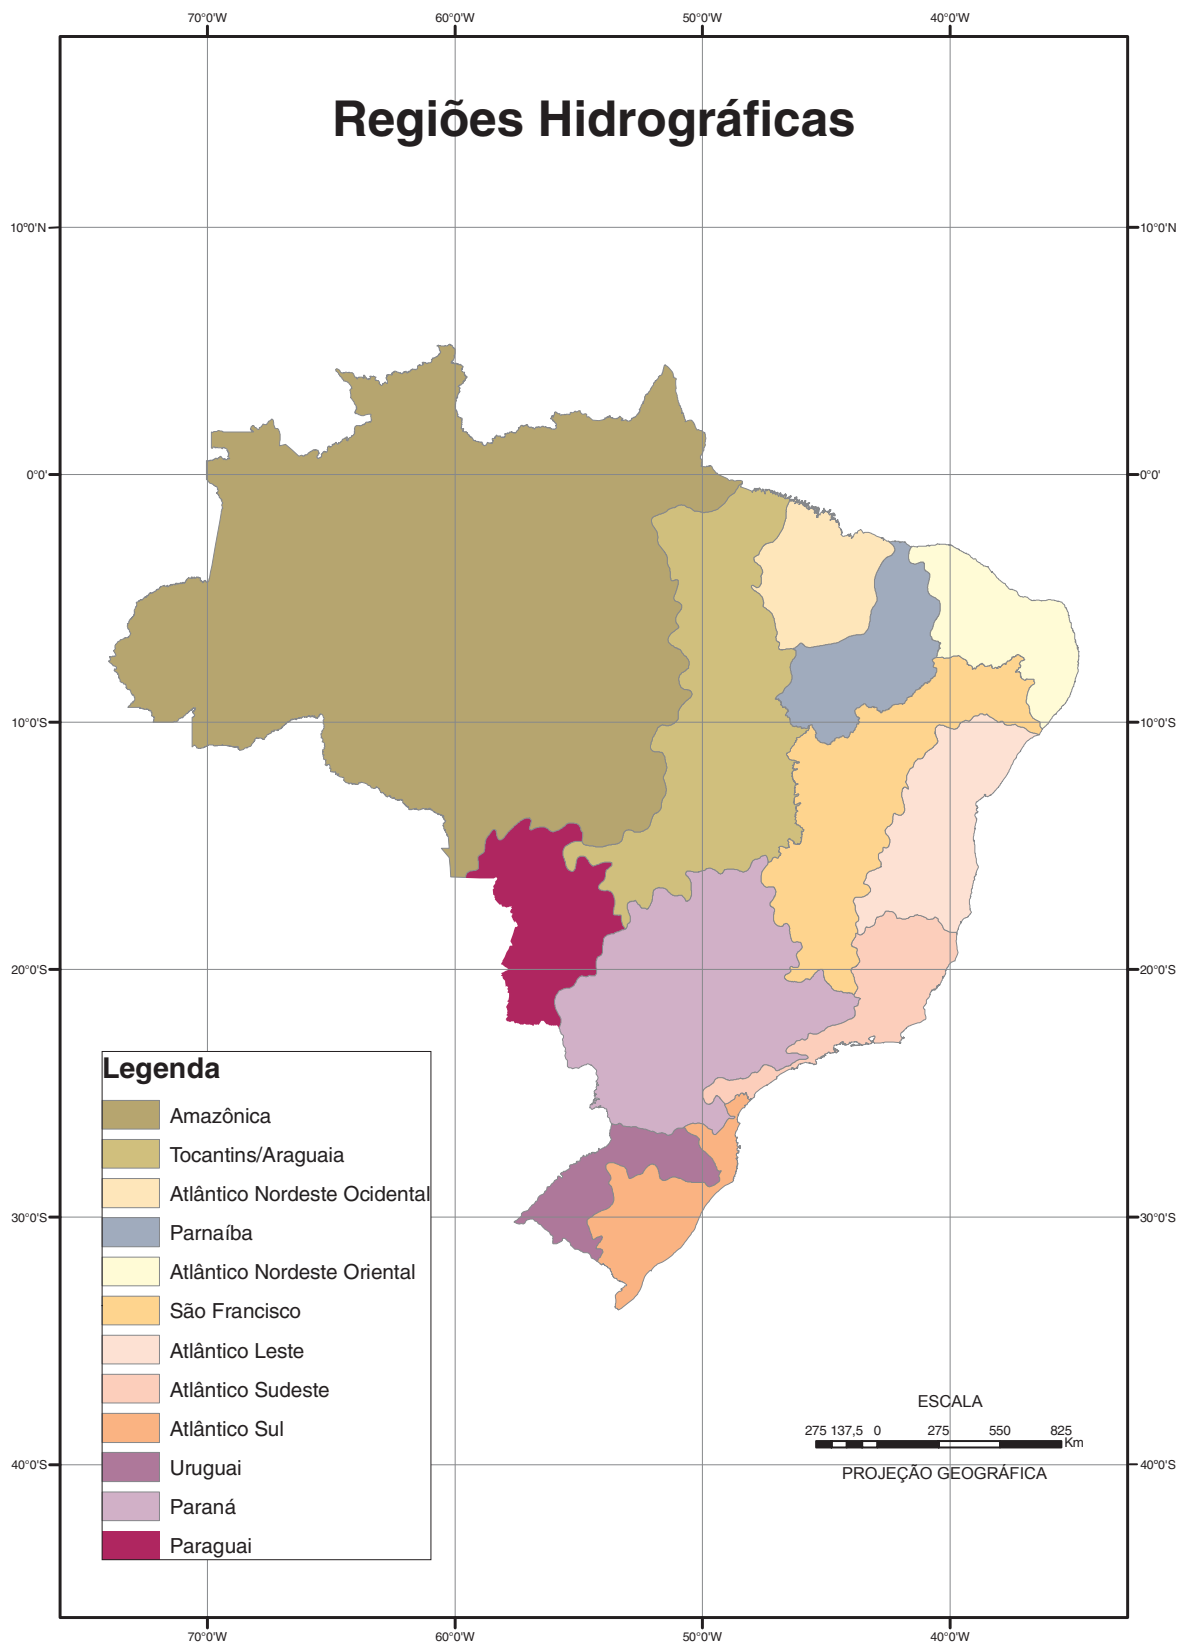 70°0'W 60°0'W 50°0'W 40°0'W
Regiões Hidrográficas
10°0'N 10°0'N
0°0' 0°0'
10°0'S 10°0'S
20°0'S 20°0'S
Legenda
Amazônica
Tocantins/Araguaia
Atlântico Nordeste Ocidental
30°0'S 30°0'S
Parnaíba
Atlântico Nordeste Oriental
São Francisco
Atlântico Leste
Atlântico Sudeste
Atlântico Sul
Uruguai
Paraná
Paraguai
ESCALA
275 137,5 0 275 550 825
Km
PROJEÇÃO GEOGRÁFICA
40°0'S 40°0'S
70°0'W 60°0'W 50°0'W 40°0'W